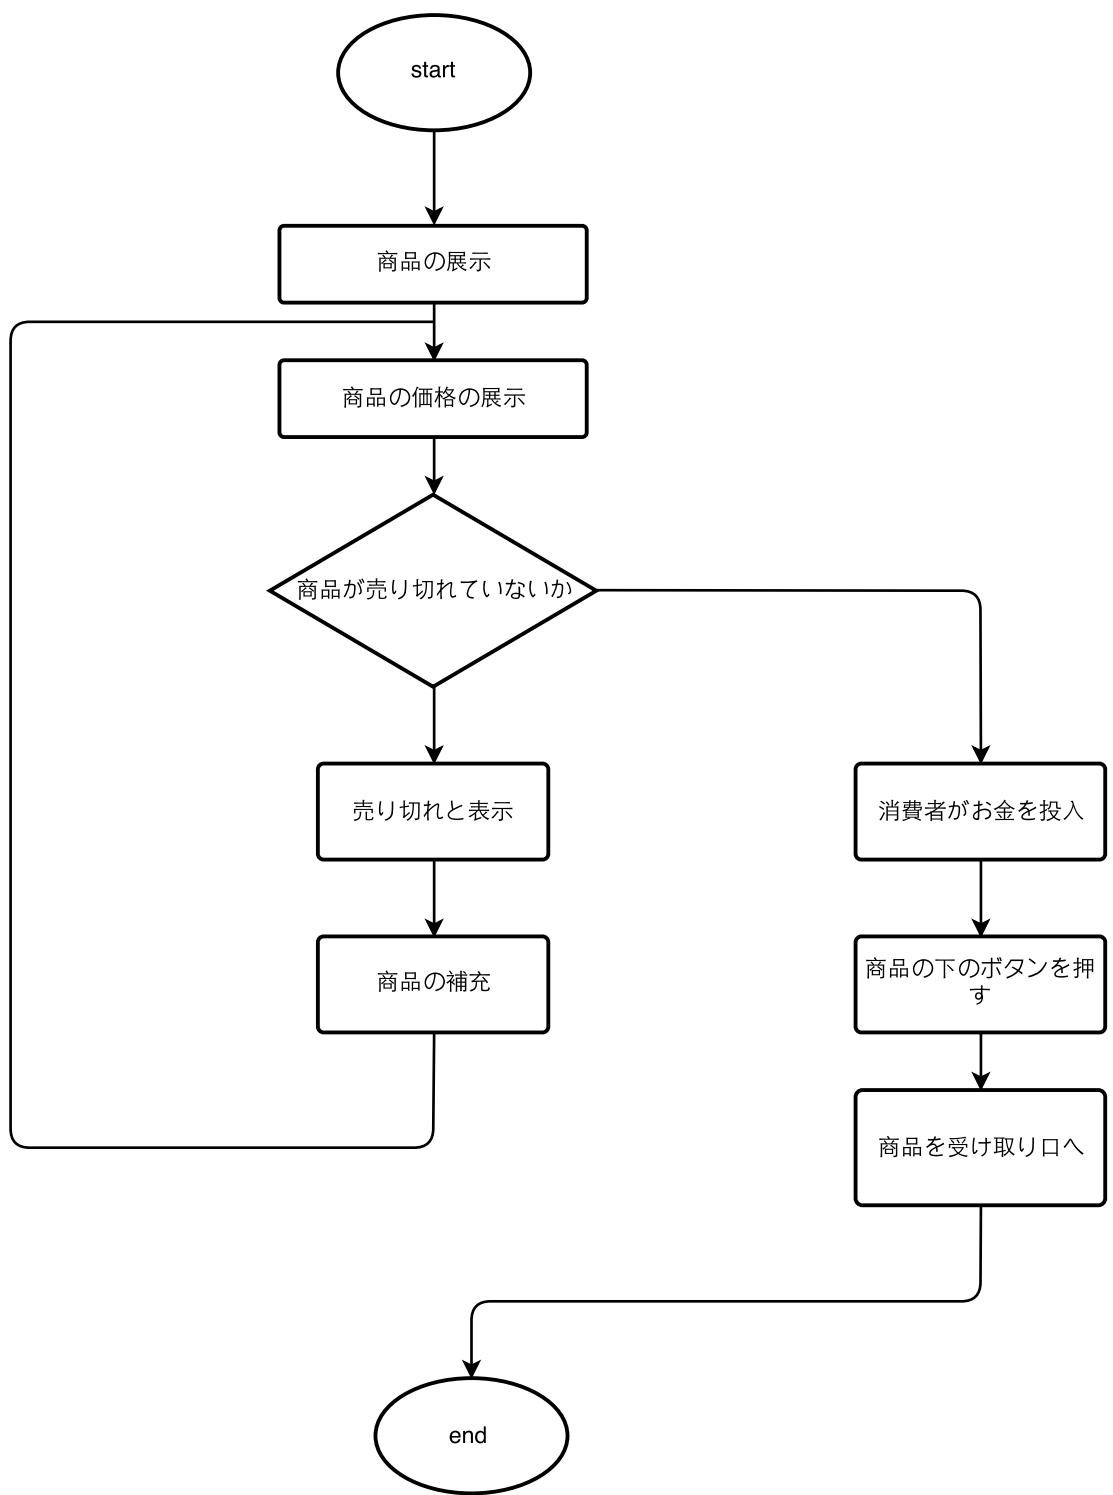 start
商品の展示
商品の価格の展示
商品が売り切れていないか
売り切れと表示
消費者がお金を投入
商品の補充
商品の下のボタンを押
す
商品を受け取り口へ
end